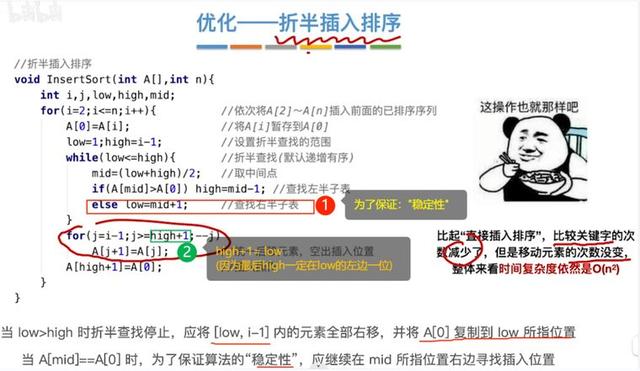 优化——折半插入排序
//折半插入排序
void InsertSort(int A[],int n){
int i,j,low,high,mid;
for(i=2;i<=n;i++){ //依次将A[2]～A[n]插入前面的已排序序列
A[0]=A[i]; //将A[i]暂存到A[0]
low=1;high=i-1; //设置折半查找的范围
while(low<=high){ //折半查找(默认递增有序)
mid=(low+high)/2; //取中间点
if(A[mid]>A[0]) high=mid-1; //查找左半子表
else low=mid+1; //查找右半子表
1
为了保证："稳定性"
}
for(j=i-1;j>=high+1;--j)
A[j+1]=A[j]; 元素，空出插入位置
2
high+1 = low
(因为最后high一定在low的左边一位)
A[high+1]=A[0];
}
}
这操作也就那样吧
比起“直接插入排序”，比较关键字的次数减少了，但是移动元素的次数没变，
整体来看时间复杂度依然是O(n²)
当 low>high 时折半查找停止，应将 [low, i-1] 内的元素全部右移，并将 A[0] 复制到 low 所指位置
当 A[mid]==A[0] 时，为了保证算法的“稳定性”，应继续在 mid 所指位置右边寻找插入位置